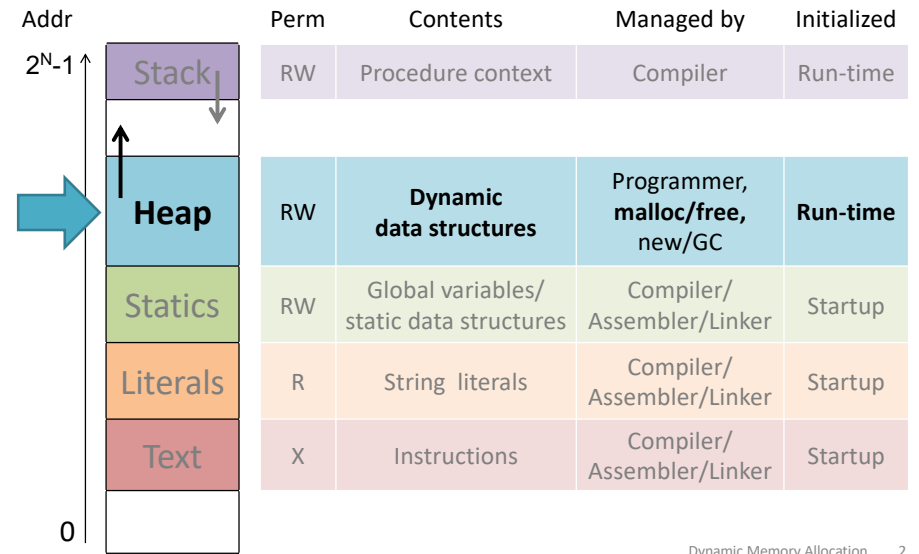 Addr Perm Contents Managed by Initialized
2ᴺ-1 Stack RW Procedure context Compiler Run-time
Heap RW Dynamic
data structures Programmer,
malloc/free,
new/GC Run-time
Statics RW Global variables/
static data structures Compiler/
Assembler/Linker Startup
Literals R String literals Compiler/
Assembler/Linker Startup
Text X Instructions Compiler/
Assembler/Linker Startup
0
Dynamic Memory Allocation 2